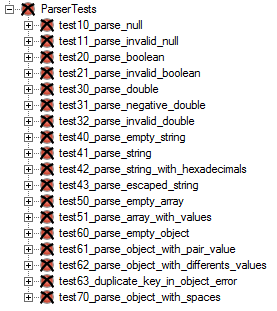 ParserTests
test10_parse_null
test11_parse_invalid_null
test20_parse_boolean
test21_parse_invalid_boolean
test30_parse_double
test31_parse_negative_double
test32_parse_invalid_double
test40_parse_empty_string
test41_parse_string
test42_parse_string_with_hexadecimals
test43_parse_escaped_string
test50_parse_empty_array
test51_parse_array_with_values
test60_parse_empty_object
test61_parse_object_with_pair_value
test62_parse_object_with_differents_values
test63_duplicate_key_in_object_error
test70_parse_object_with_spaces